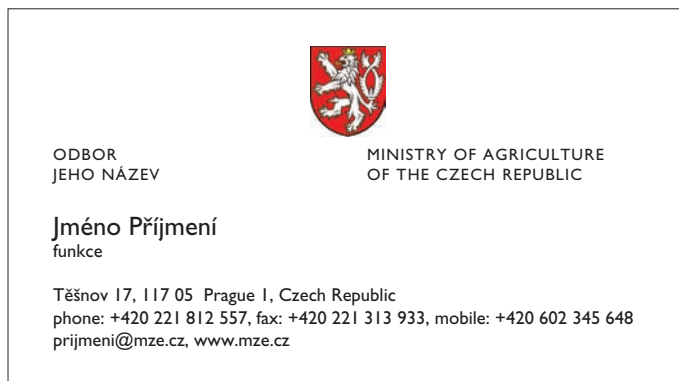 ODBOR
JEHO NÁZEV
MINISTRY OF AGRICULTURE
OF THE CZECH REPUBLIC
Jméno Příjmení
funkce
Těšnov 17, 117 05 Prague 1, Czech Republic
phone: +420 221 812 557, fax: +420 221 313 933, mobile: +420 602 345 648
prijmeni@mze.cz, www.mze.cz